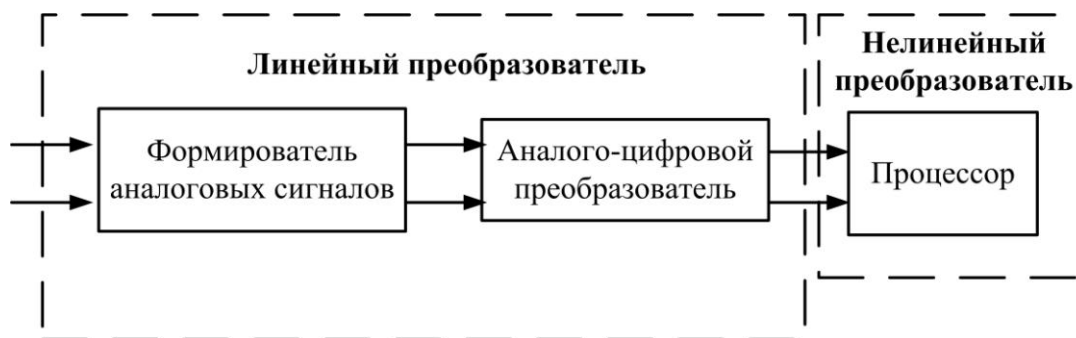 Линейный преобразователь
Нелинейный
преобразователь
Формирователь
аналоговых сигналов
Аналого-цифровой
преобразователь
Процессор